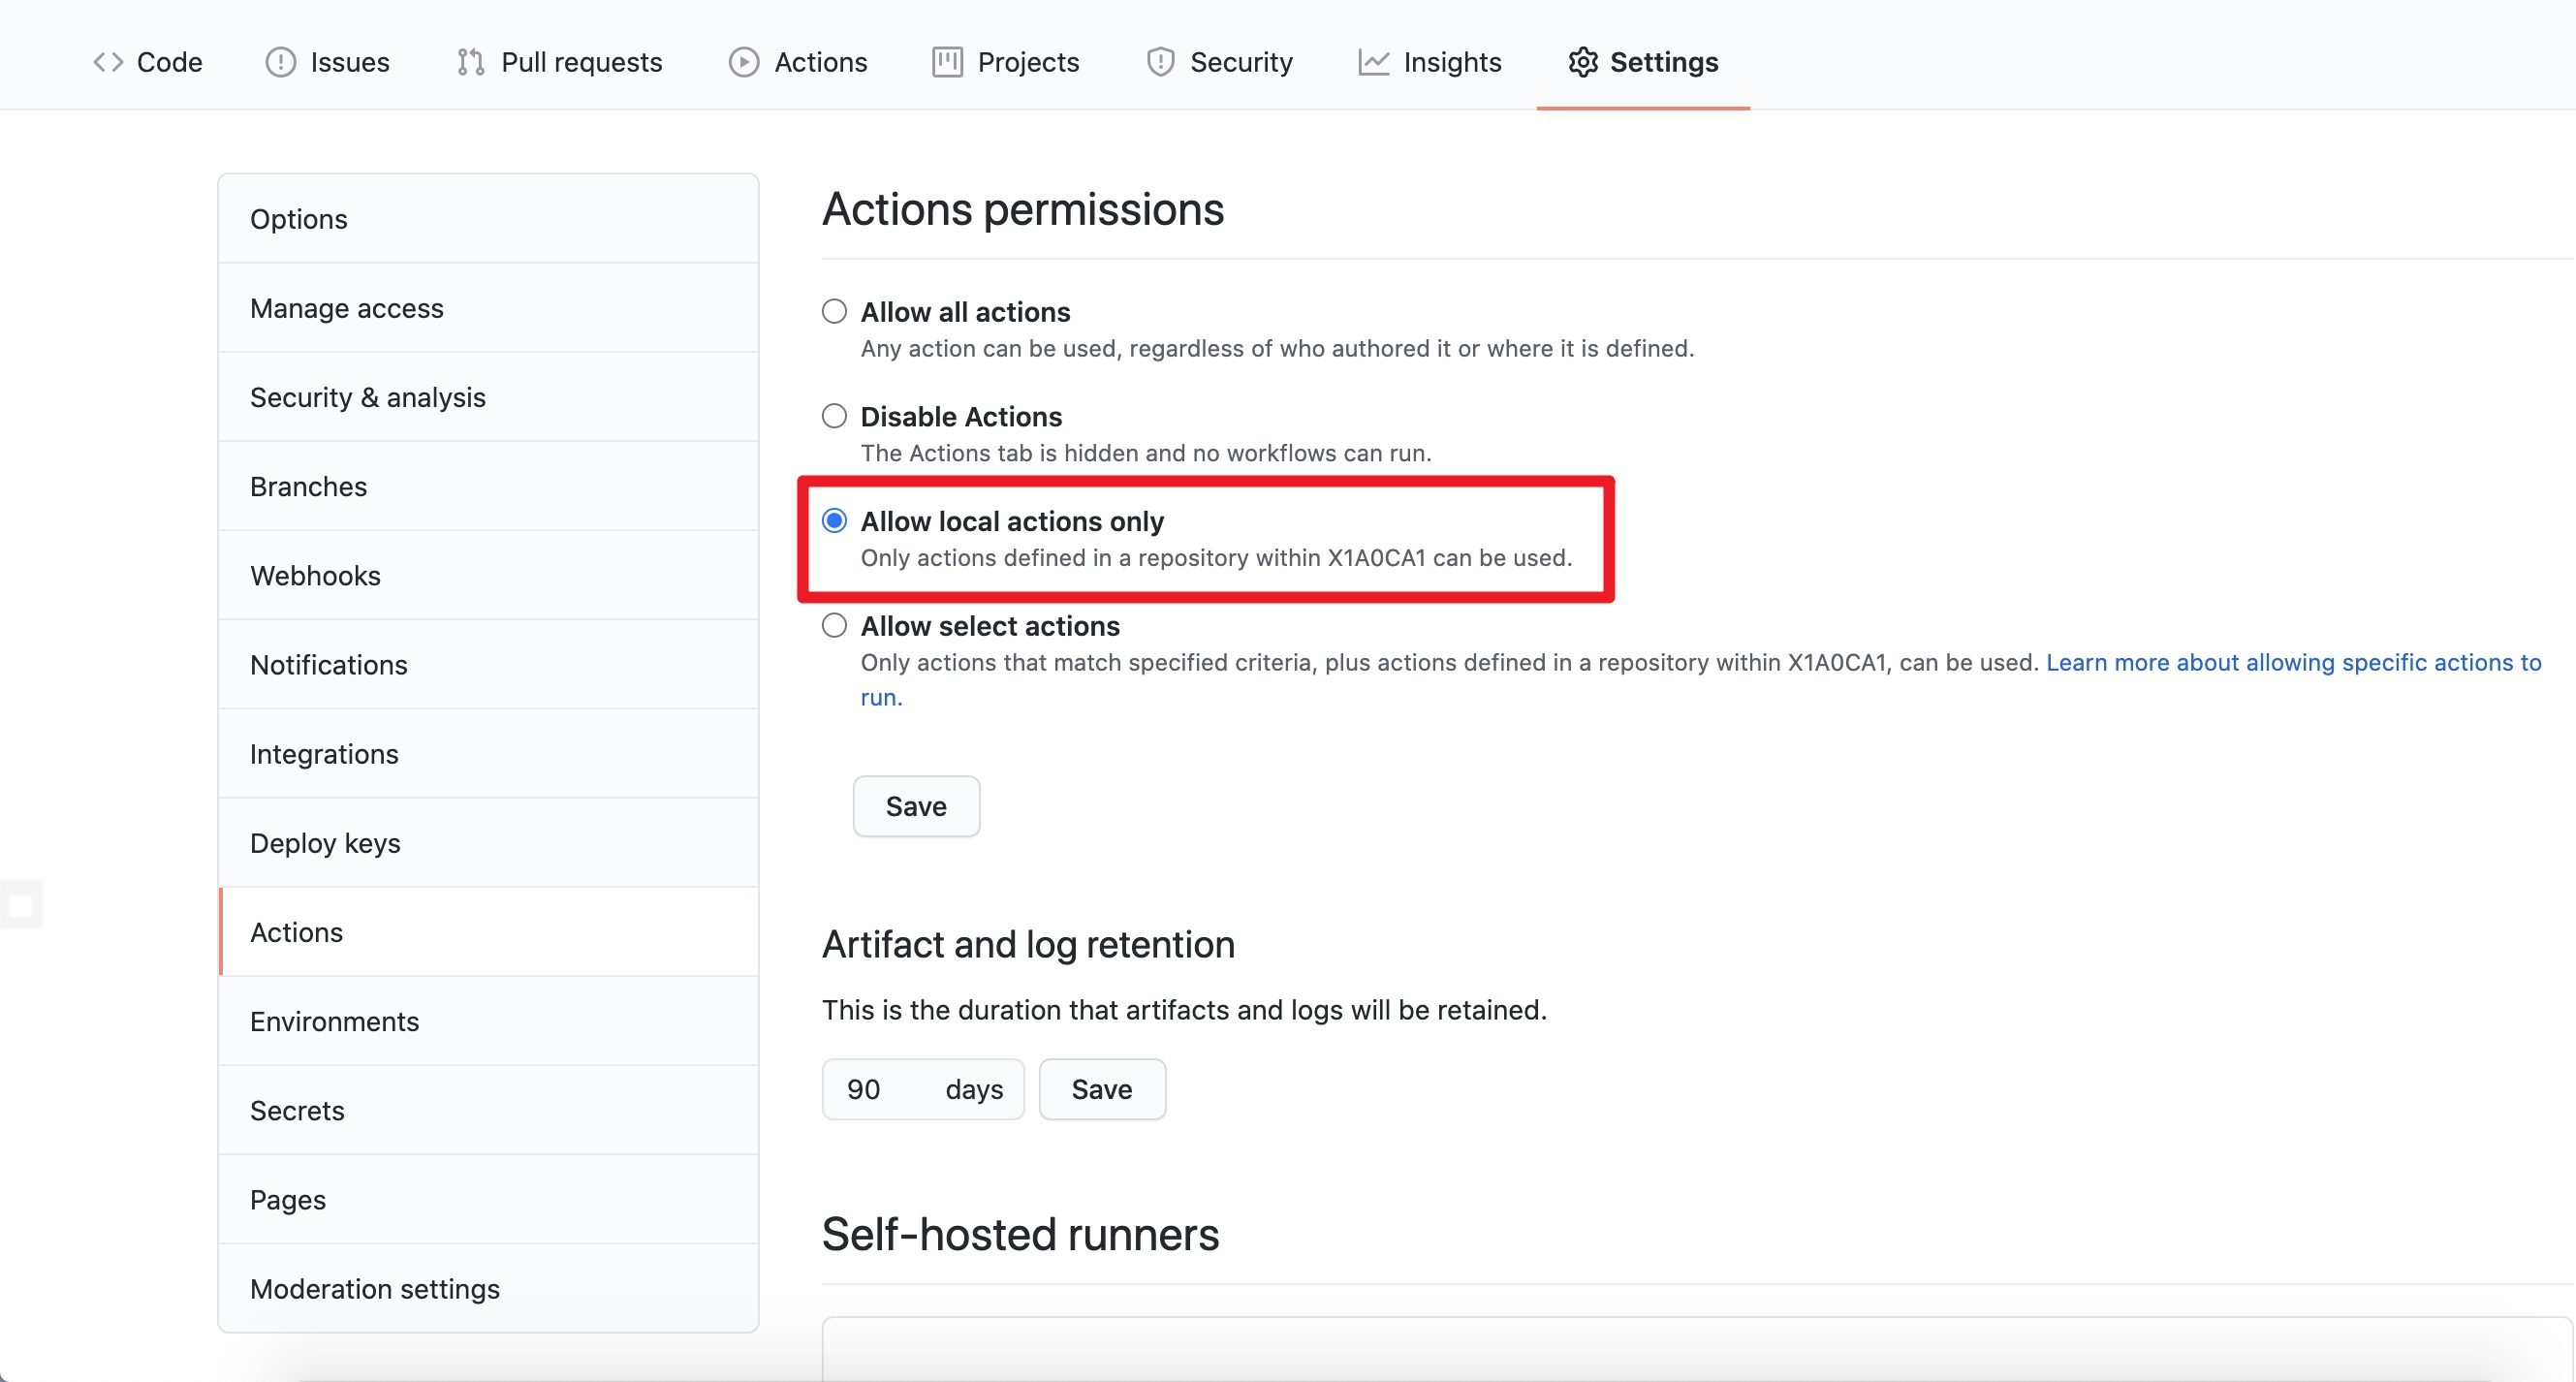 Code Issues Pull requests Actions Projects Security Insights Settings
Options
Manage access
Security & analysis
Branches
Webhooks
Notifications
Integrations
Deploy keys
Actions
Environments
Secrets
Pages
Moderation settings
Actions permissions
Allow all actions
Any action can be used, regardless of who authored it or where it is defined.
Disable Actions
The Actions tab is hidden and no workflows can run.
Allow local actions only
Only actions defined in a repository within X1A0CA1 can be used.
Allow select actions
Only actions that match specified criteria, plus actions defined in a repository within X1A0CA1, can be used. Learn more about allowing specific actions to
run.
Save
Artifact and log retention
This is the duration that artifacts and logs will be retained.
90 days Save
Self-hosted runners